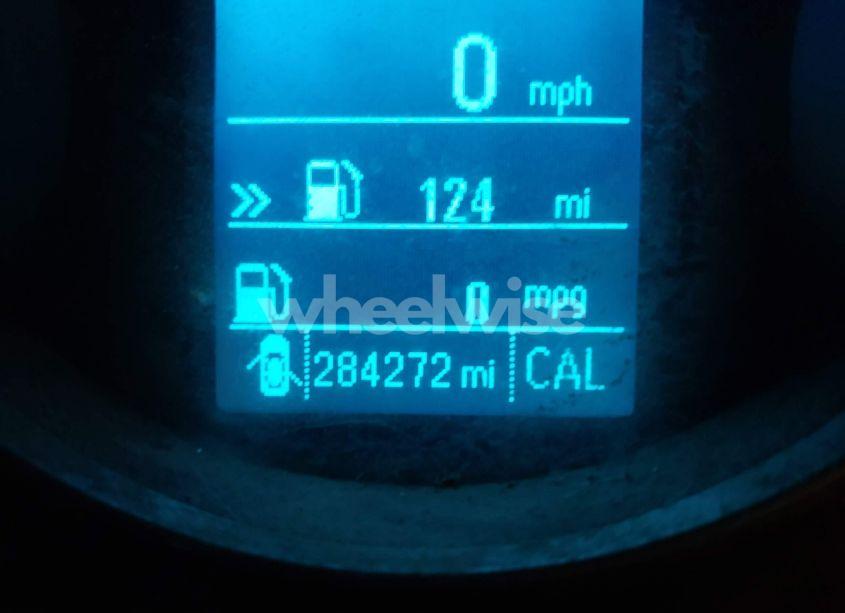 0 mph
» 124 mi
0 mpg
wheelwise
284272 mi CAL